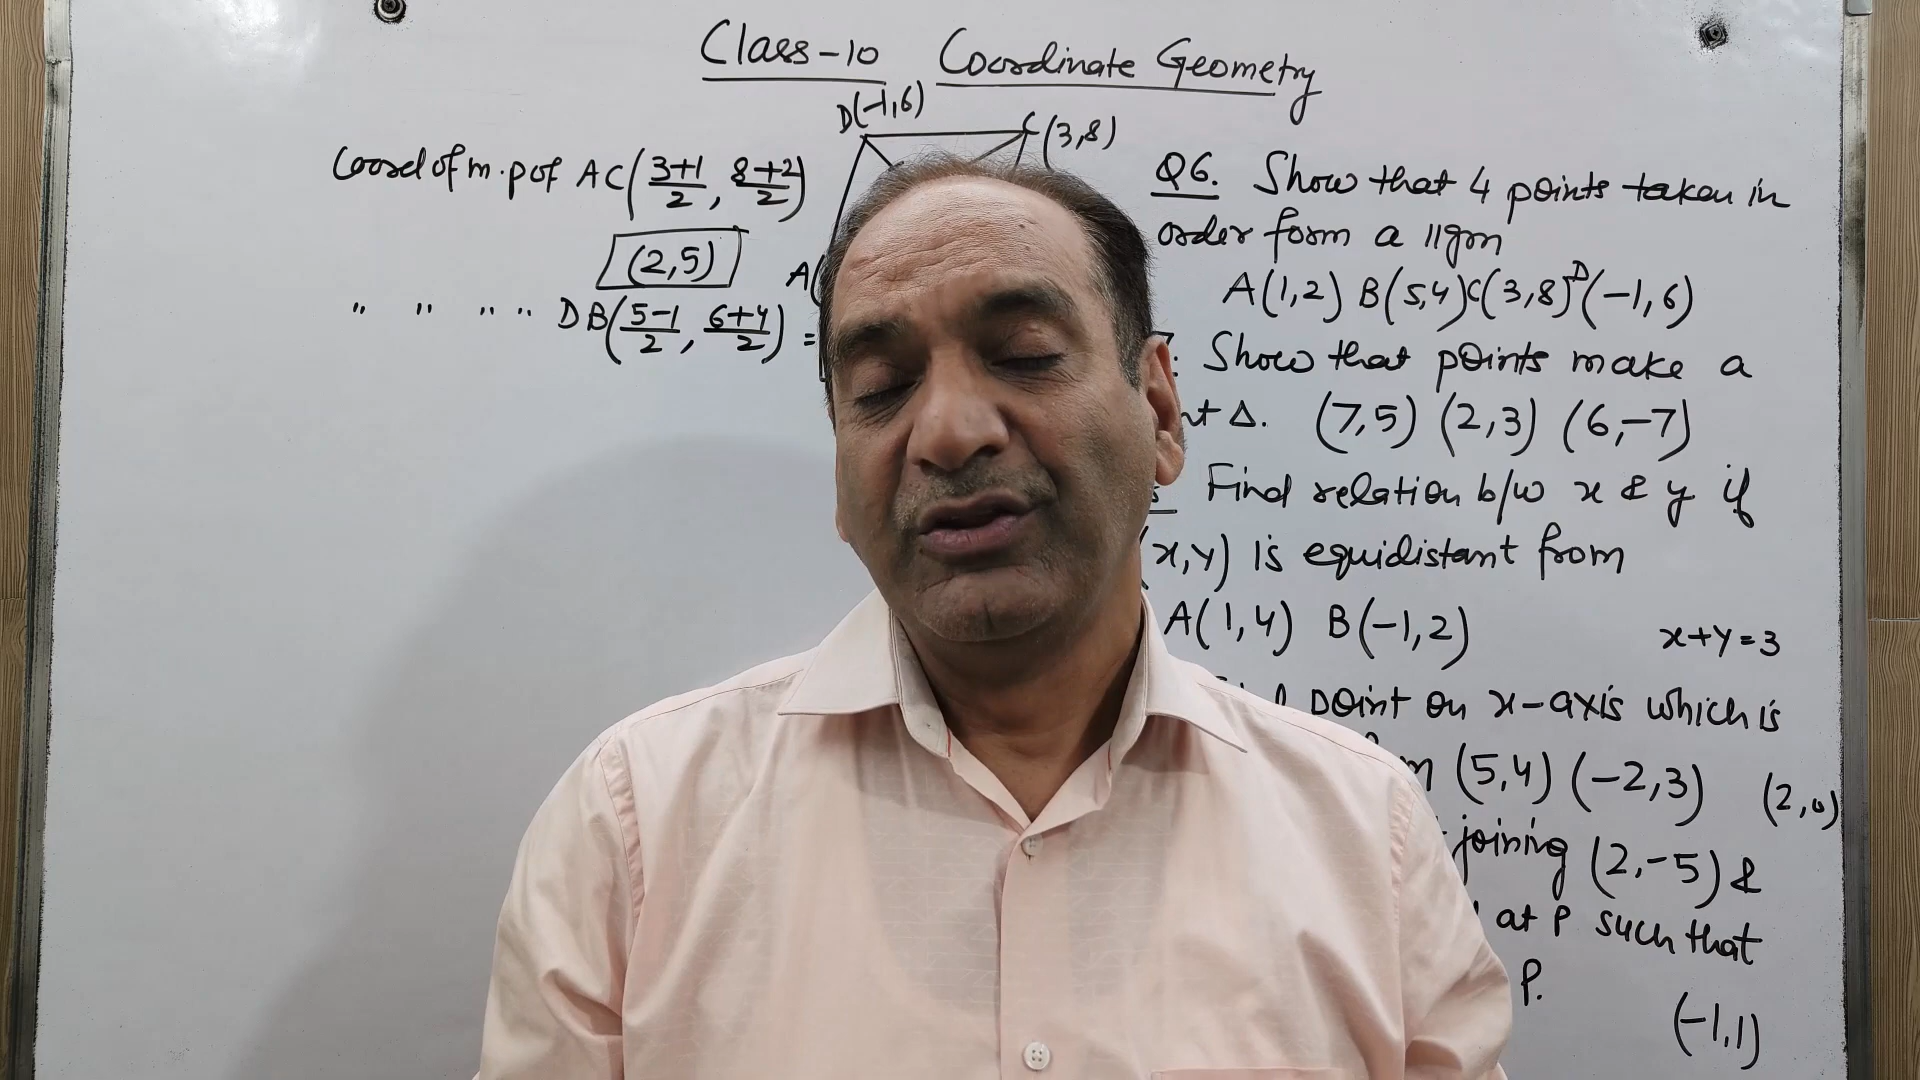 Class-10 Coordinate Geometry
D(-1,6)
C(3,8)
Coord of m.p of AC(3+1/2, 8+2/2)
(2,5)
A(
" " " " DB(5-1/2, 6+4/2) =
Q6. Show that 4 points taken in
order form a ||gm
A(1,2) B(5,4) C(3,8) D(-1,6)
Show that points make a
Δ. (7,5) (2,3) (6,-7)
Find relation b/w x & y if
(x,y) is equidistant from
A(1,4) B(-1,2)
x+y=3
point on x-axis which is
(5,4) (-2,3) (2,0)
joining (2,-5) &
at P such that
P.
(-1,1)